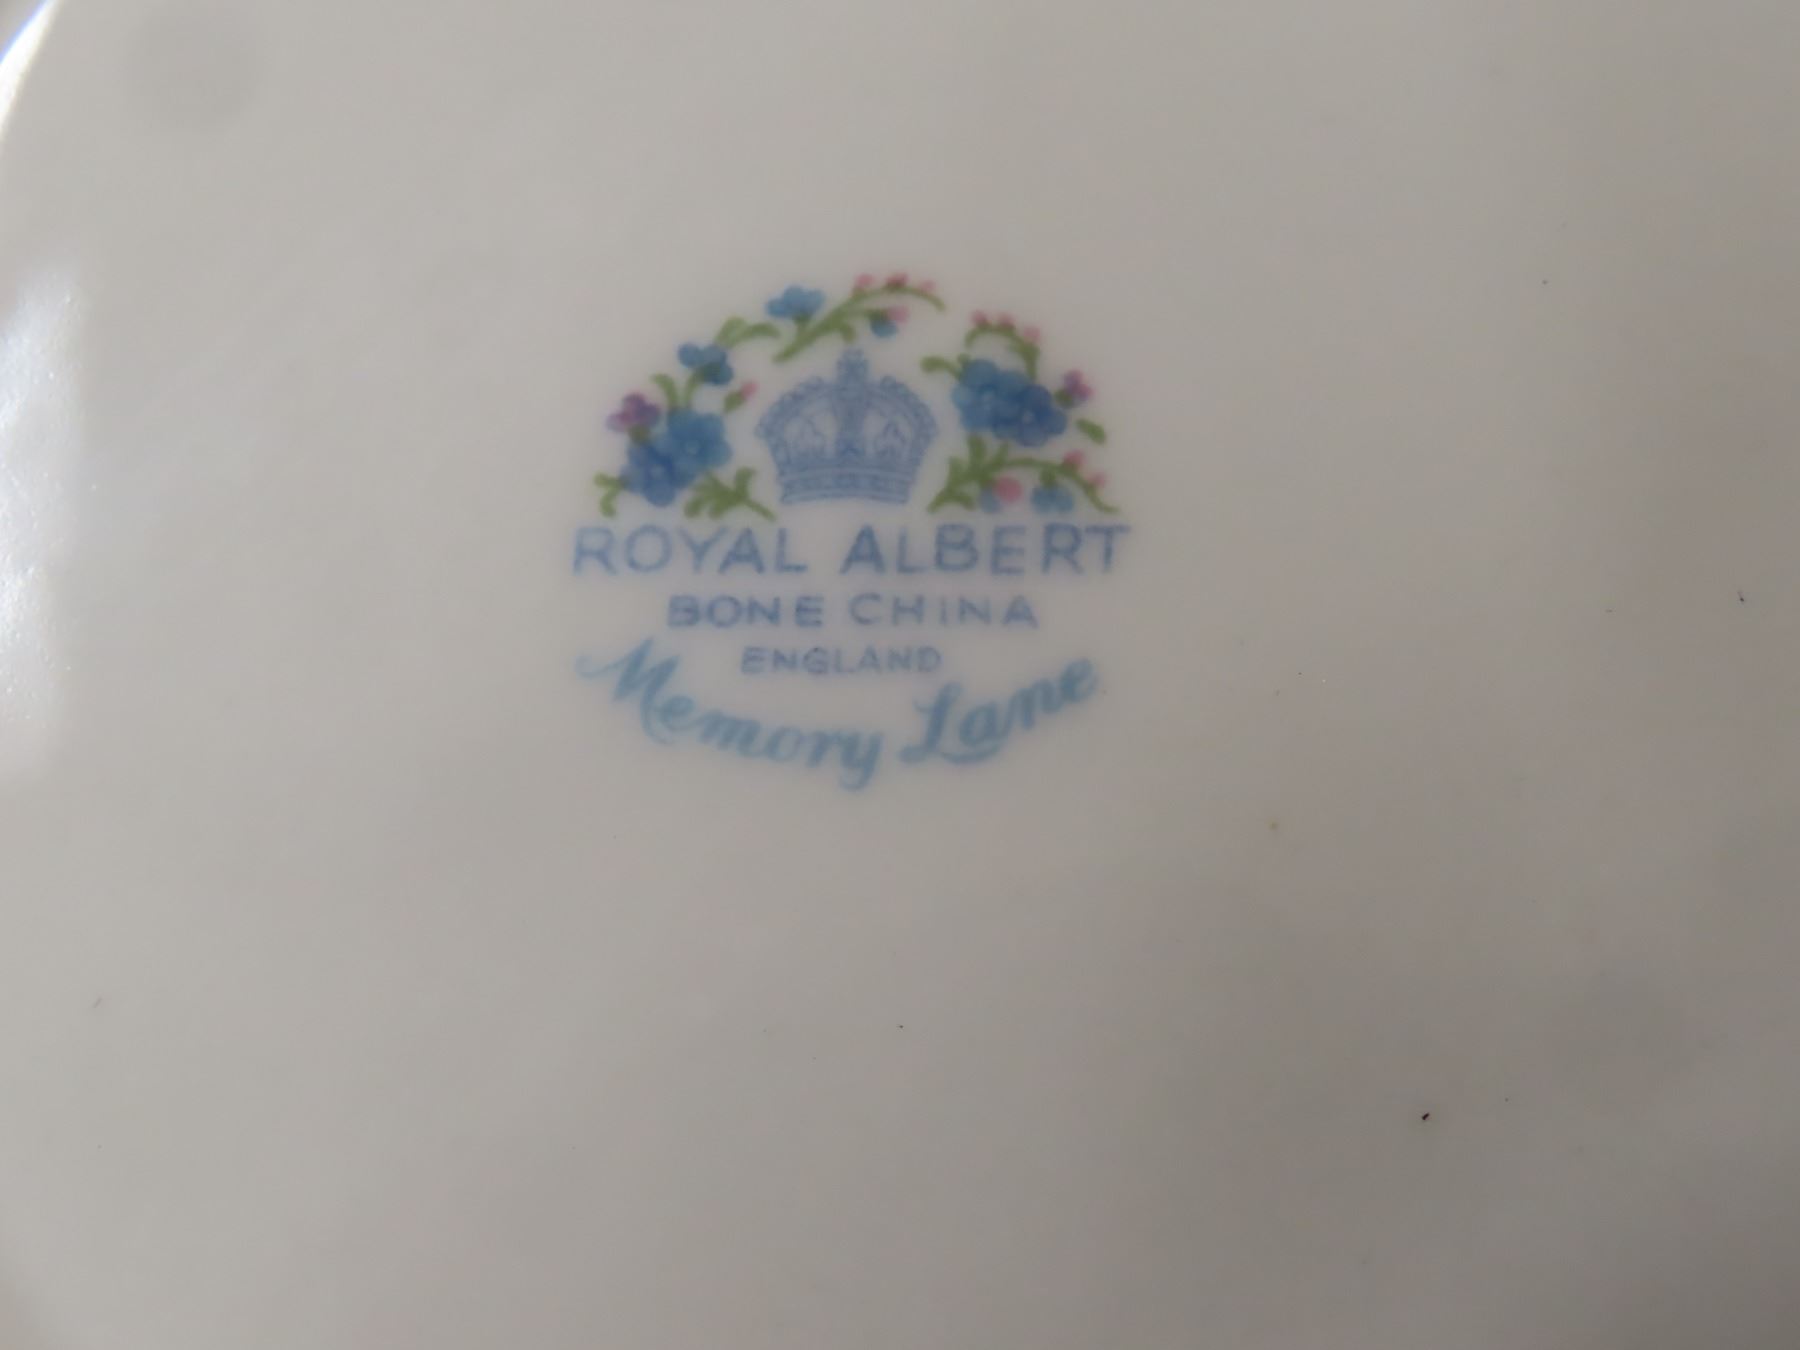 ROYAL ALBERT
BONE CHINA
ENGLAND
Memory Lane